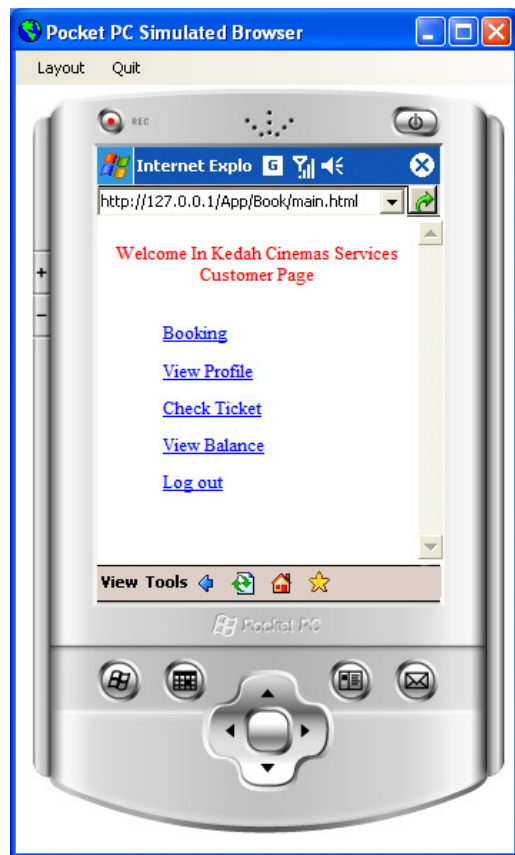 Pocket PC Simulated Browser
Layout Quit
REC
Internet Explo G
http://127.0.0.1/App/Book/main.html
Welcome In Kedah Cinemas Services
Customer Page
Booking
View Profile
Check Ticket
View Balance
Log out
View Tools
Pocket PC